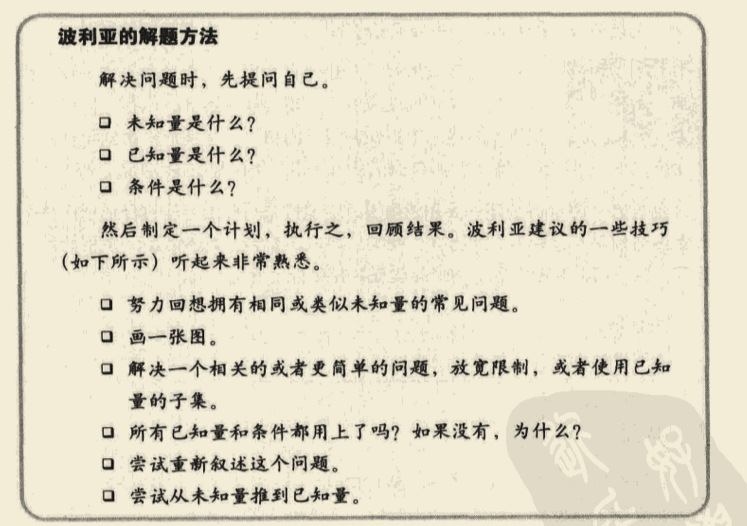 波利亚的解题方法
解决问题时，先提问自己。
□ 未知量是什么？
□ 已知量是什么？
□ 条件是什么？
然后制定一个计划，执行之，回顾结果。波利亚建议的一些技巧
（如下所示）听起来非常熟悉。
□ 努力回想拥有相同或类似未知量的常见问题。
□ 画一张图。
□ 解决一个相关的或者更简单的问题，放宽限制，或者使用已知
量的子集。
□ 所有已知量和条件都用上了吗？如果没有，为什么？
□ 尝试重新叙述这个问题。
□ 尝试从未知量推到已知量。